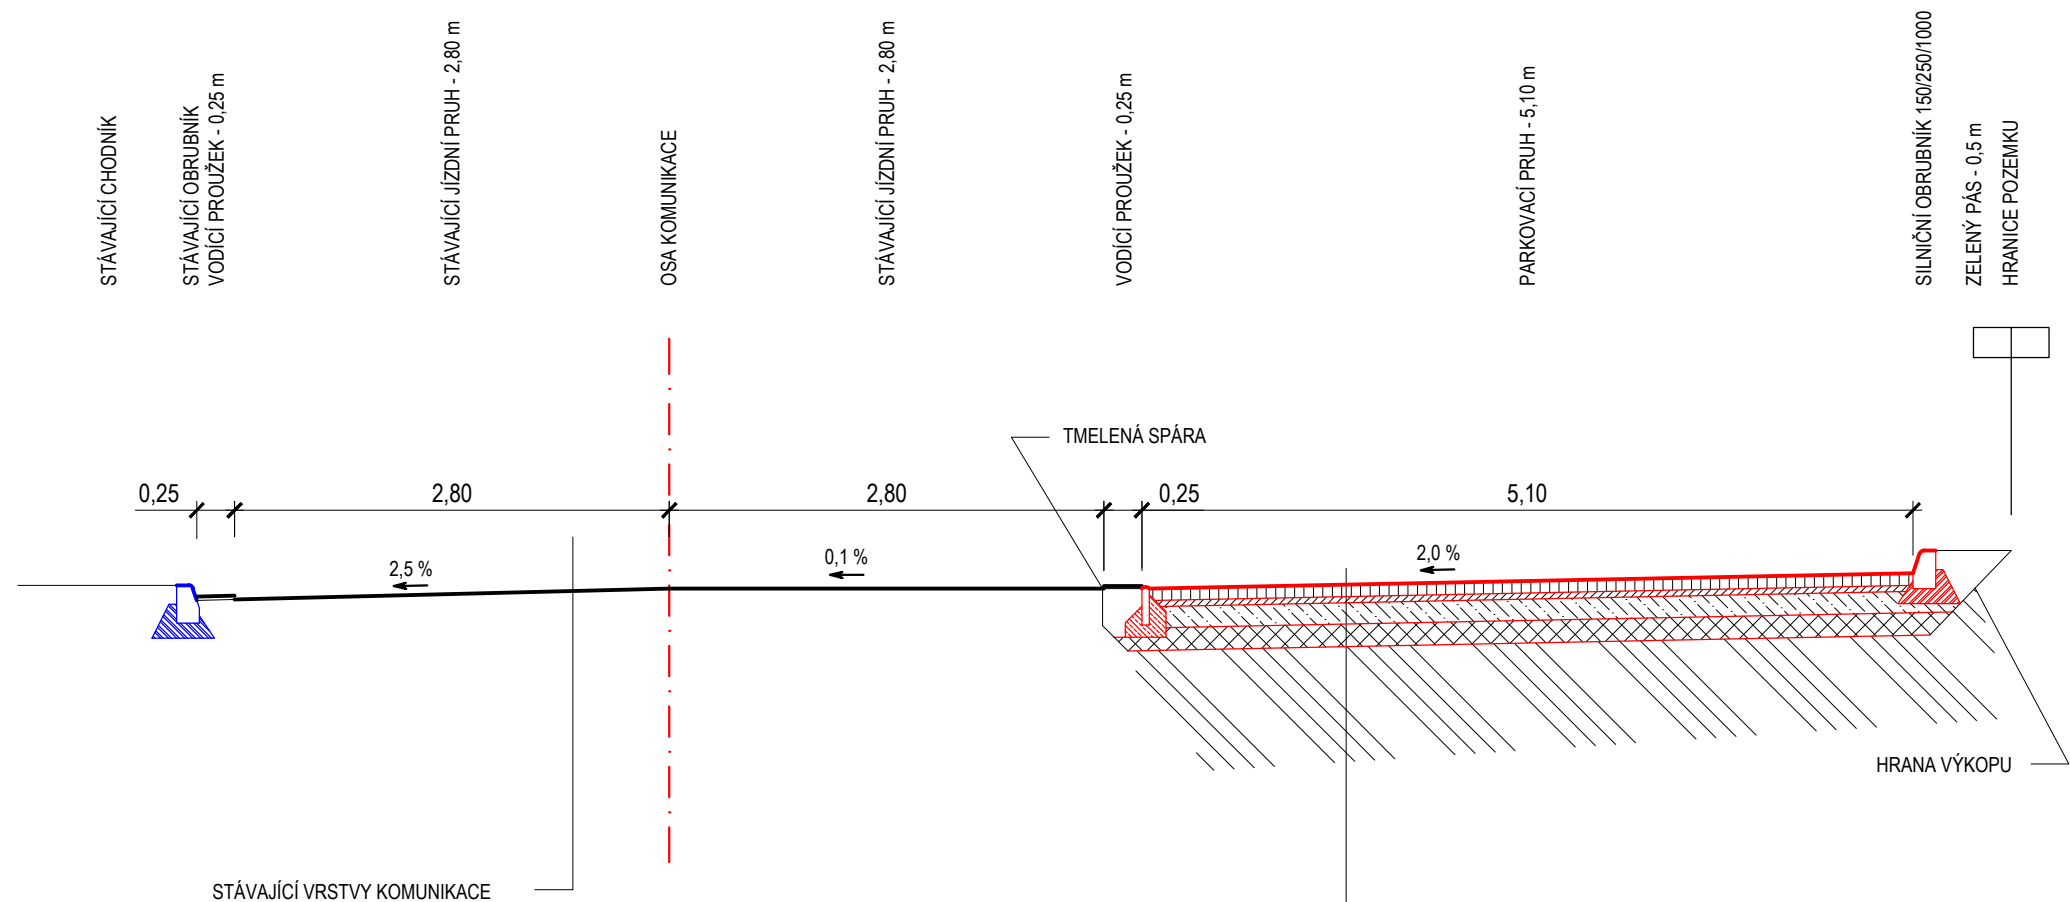 STÁVAJÍCÍ CHODNÍK
STÁVAJÍCÍ OBRUBNÍK
VODÍCÍ PROUŽEK - 0,25 m
STÁVAJÍCÍ JÍZDNÍ PRUH - 2,80 m
OSA KOMUNIKACE
STÁVAJÍCÍ JÍZDNÍ PRUH - 2,80 m
VODÍCÍ PROUŽEK - 0,25 m
PARKOVACÍ PRUH - 5,10 m
SILNIČNÍ OBRUBNÍK 150/250/1000
ZELENÝ PÁS - 0,5 m
HRANICE POZEMKU
TMELENÁ SPÁRA
0,25
2,80
2,80
0,25
5,10
2,5 %
0,1 %
2,0 %
HRANA VÝKOPU
STÁVAJÍCÍ VRSTVY KOMUNIKACE